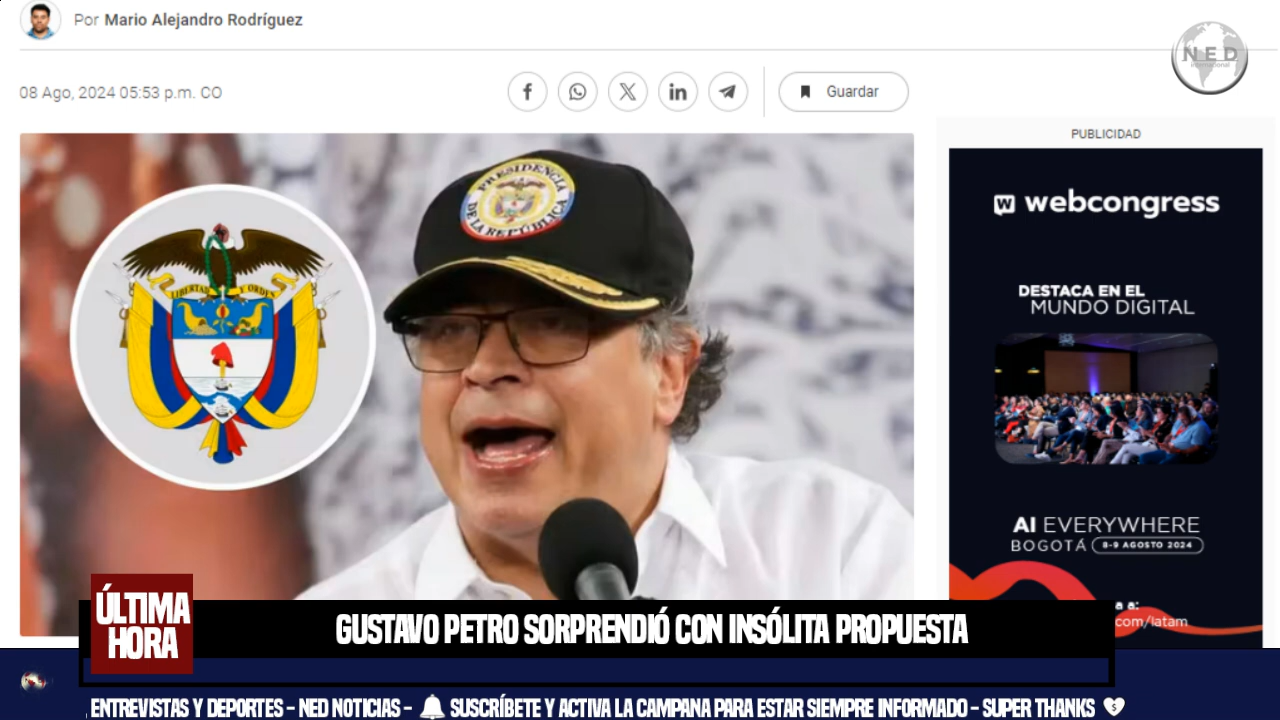 Por Mario Alejandro Rodríguez
NED
international
08 Ago, 2024 05:53 p.m. CO
Guardar
PUBLICIDAD
PRESIDENCIA
DE LA REPÚBLICA
LIBERTAD Y ORDEN
webcongress
DESTACA EN EL
MUNDO DIGITAL
AI EVERYWHERE
BOGOTÁ 8-9 AGOSTO 2024
a a:
com/latam
ÚLTIMA
HORA
GUSTAVO PETRO SORPRENDIÓ CON INSÓLITA PROPUESTA
, ENTREVISTAS Y DEPORTES - NED NOTICIAS - SUSCRÍBETE Y ACTIVA LA CAMPANA PARA ESTAR SIEMPRE INFORMADO - SUPER THANKS